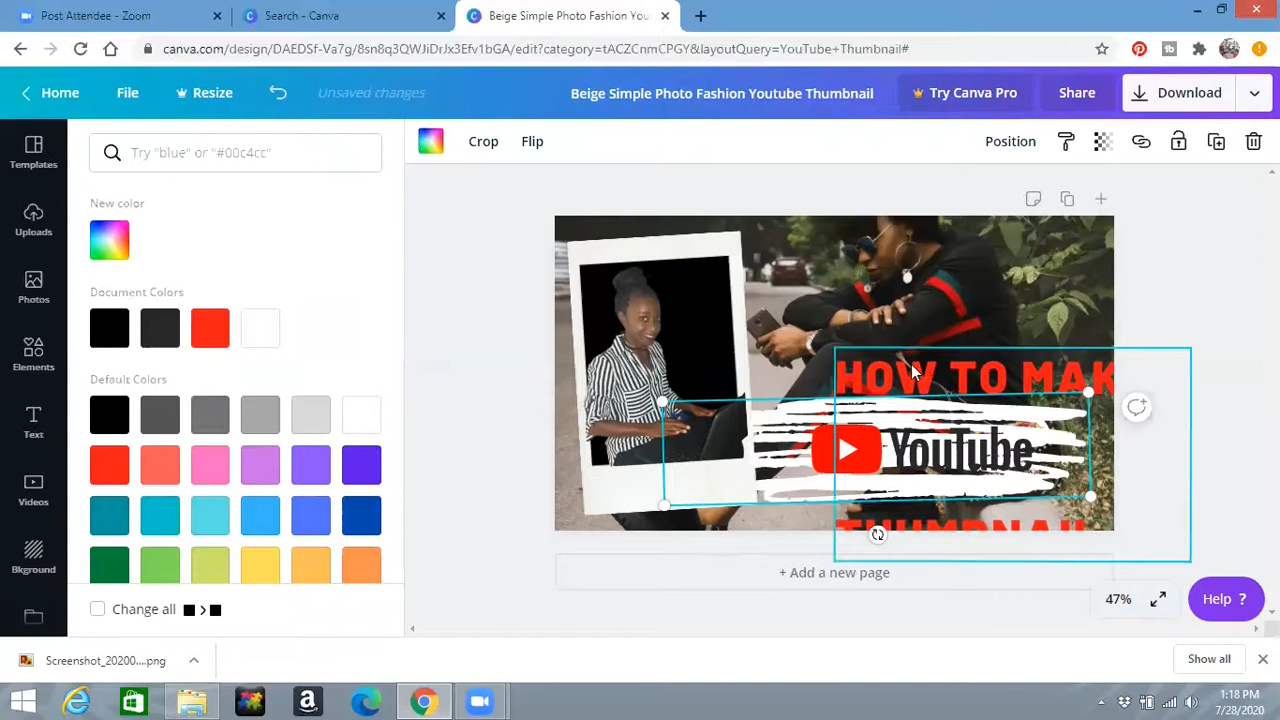 Post Attendee - Zoom
Search - Canva
Beige Simple Photo Fashion You
canva.com/design/DAEDSf-Va7g/8sn8q3QWJiDrJx3Efv1bGA/edit?category=tACZCnmCPGY&layoutQuery=YouTube+Thumbnail#
Home
File
Resize
Unsaved changes
Beige Simple Photo Fashion Youtube Thumbnail
Try Canva Pro
Share
Download
Templates
Uploads
Photos
Elements
Text
Videos
Bkground
Try "blue" or "#00c4cc"
Crop
Flip
Position
New color
Document Colors
Default Colors
Change all
HOW TO MAK
YouTube
THUMBNAIL
+ Add a new page
47%
Help ?
Screenshot_20200....png
Show all
1:18 PM
7/28/2020